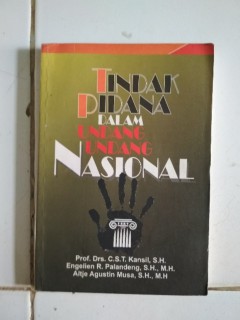 TINDAK
PIDANA
DALAM
UNDANG
UNDANG
NASIONAL
Prof. Drs. C.S.T. Kansil, S.H.
Engelien R. Palandeng, S.H., M.H.
Altje Agustin Musa, S.H., M.H